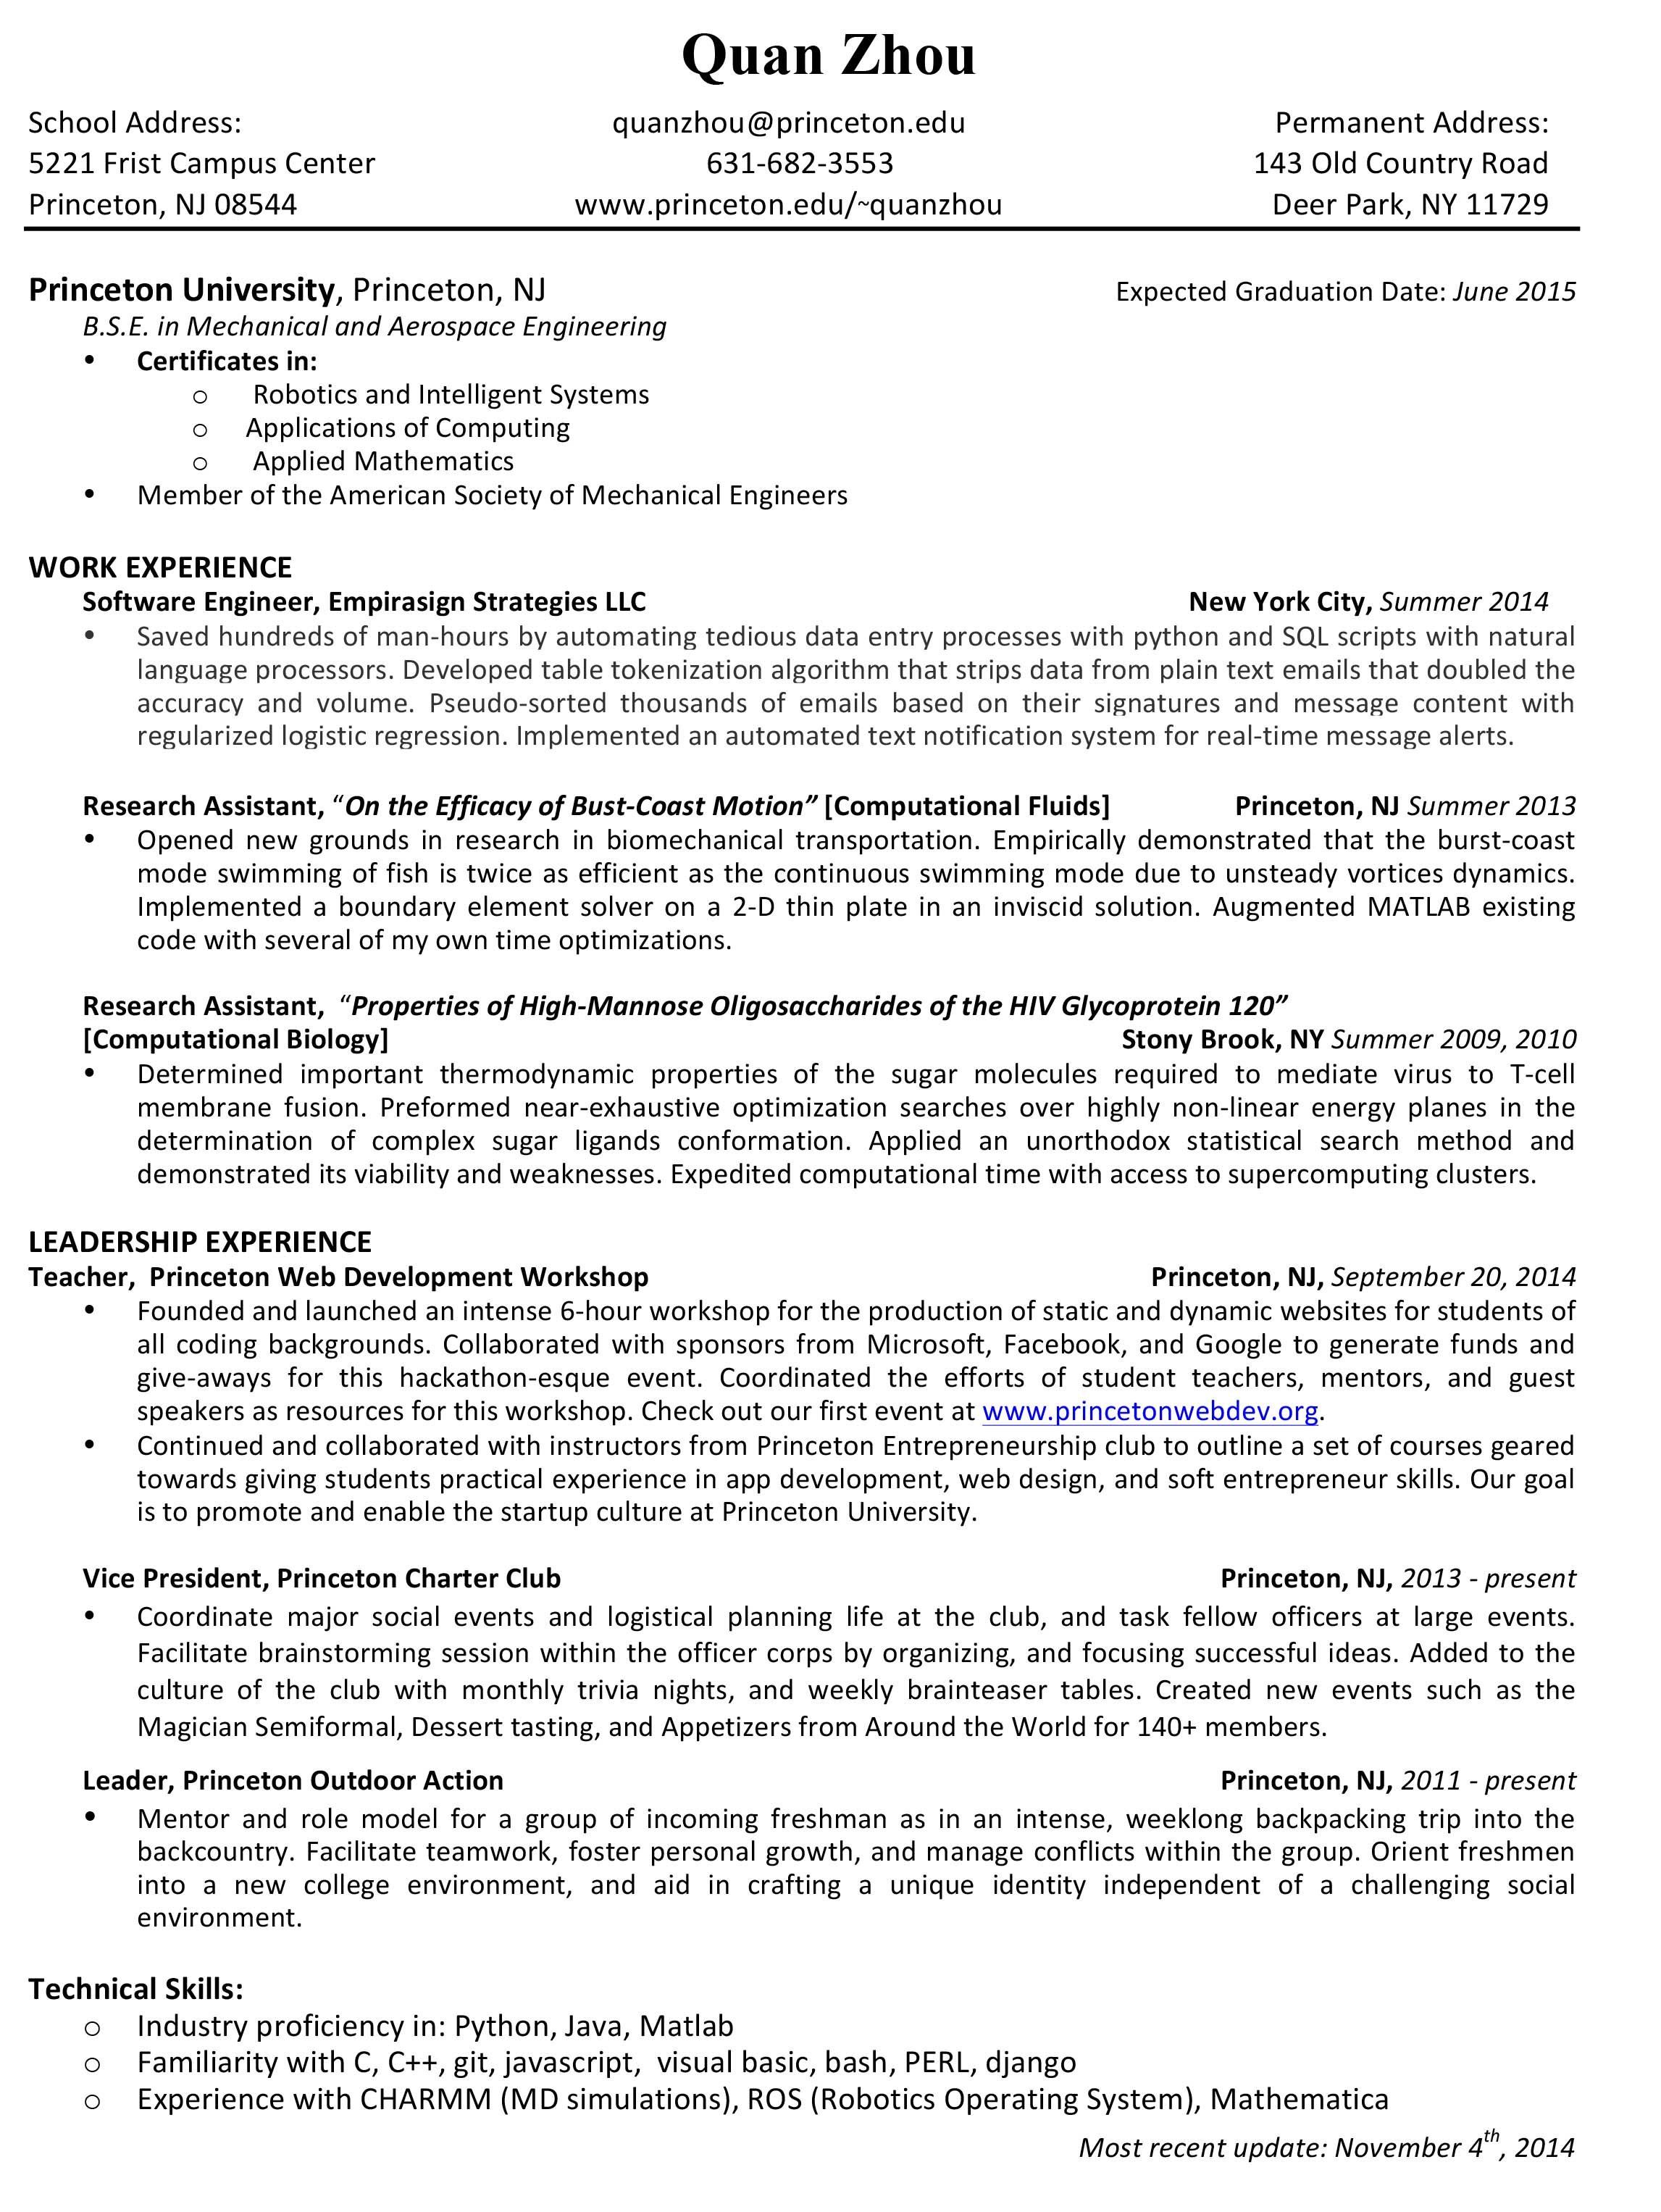 Quan Zhou
School Address: quanzhou@princeton.edu Permanent Address:
5221 Frist Campus Center 631-682-3553 143 Old Country Road
Princeton, NJ 08544 www.princeton.edu/~quanzhou Deer Park, NY 11729
Princeton University, Princeton, NJ Expected Graduation Date: June 2015
B.S.E. in Mechanical and Aerospace Engineering
• Certificates in:
o Robotics and Intelligent Systems
o Applications of Computing
o Applied Mathematics
• Member of the American Society of Mechanical Engineers
WORK EXPERIENCE
Software Engineer, Empirasign Strategies LLC New York City, Summer 2014
• Saved hundreds of man-hours by automating tedious data entry processes with python and SQL scripts with natural
language processors. Developed table tokenization algorithm that strips data from plain text emails that doubled the
accuracy and volume. Pseudo-sorted thousands of emails based on their signatures and message content with
regularized logistic regression. Implemented an automated text notification system for real-time message alerts.
Research Assistant, “On the Efficacy of Bust-Coast Motion” [Computational Fluids] Princeton, NJ Summer 2013
• Opened new grounds in research in biomechanical transportation. Empirically demonstrated that the burst-coast
mode swimming of fish is twice as efficient as the continuous swimming mode due to unsteady vortices dynamics.
Implemented a boundary element solver on a 2-D thin plate in an inviscid solution. Augmented MATLAB existing
code with several of my own time optimizations.
Research Assistant, “Properties of High-Mannose Oligosaccharides of the HIV Glycoprotein 120”
[Computational Biology] Stony Brook, NY Summer 2009, 2010
• Determined important thermodynamic properties of the sugar molecules required to mediate virus to T-cell
membrane fusion. Preformed near-exhaustive optimization searches over highly non-linear energy planes in the
determination of complex sugar ligands conformation. Applied an unorthodox statistical search method and
demonstrated its viability and weaknesses. Expedited computational time with access to supercomputing clusters.
LEADERSHIP EXPERIENCE
Teacher, Princeton Web Development Workshop Princeton, NJ, September 20, 2014
• Founded and launched an intense 6-hour workshop for the production of static and dynamic websites for students of
all coding backgrounds. Collaborated with sponsors from Microsoft, Facebook, and Google to generate funds and
give-aways for this hackathon-esque event. Coordinated the efforts of student teachers, mentors, and guest
speakers as resources for this workshop. Check out our first event at www.princetonwebdev.org.
• Continued and collaborated with instructors from Princeton Entrepreneurship club to outline a set of courses geared
towards giving students practical experience in app development, web design, and soft entrepreneur skills. Our goal
is to promote and enable the startup culture at Princeton University.
Vice President, Princeton Charter Club Princeton, NJ, 2013 - present
• Coordinate major social events and logistical planning life at the club, and task fellow officers at large events.
Facilitate brainstorming session within the officer corps by organizing, and focusing successful ideas. Added to the
culture of the club with monthly trivia nights, and weekly brainteaser tables. Created new events such as the
Magician Semiformal, Dessert tasting, and Appetizers from Around the World for 140+ members.
Leader, Princeton Outdoor Action Princeton, NJ, 2011 - present
• Mentor and role model for a group of incoming freshman as in an intense, weeklong backpacking trip into the
backcountry. Facilitate teamwork, foster personal growth, and manage conflicts within the group. Orient freshmen
into a new college environment, and aid in crafting a unique identity independent of a challenging social
environment.
Technical Skills:
o Industry proficiency in: Python, Java, Matlab
o Familiarity with C, C++, git, javascript, visual basic, bash, PERL, django
o Experience with CHARMM (MD simulations), ROS (Robotics Operating System), Mathematica
Most recent update: November 4th, 2014